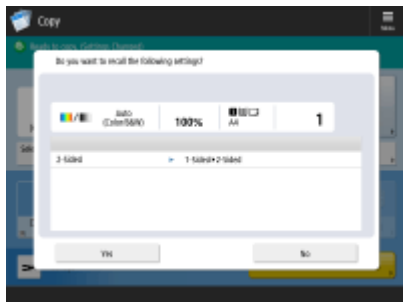 Copy
Menu
Ready to copy. (Settings Changed)
Do you want to recall the following settings?
Auto
(Color/B&W)
100%
A4
1
2-Sided ► 1-Sided▸2-Sided
Yes
No